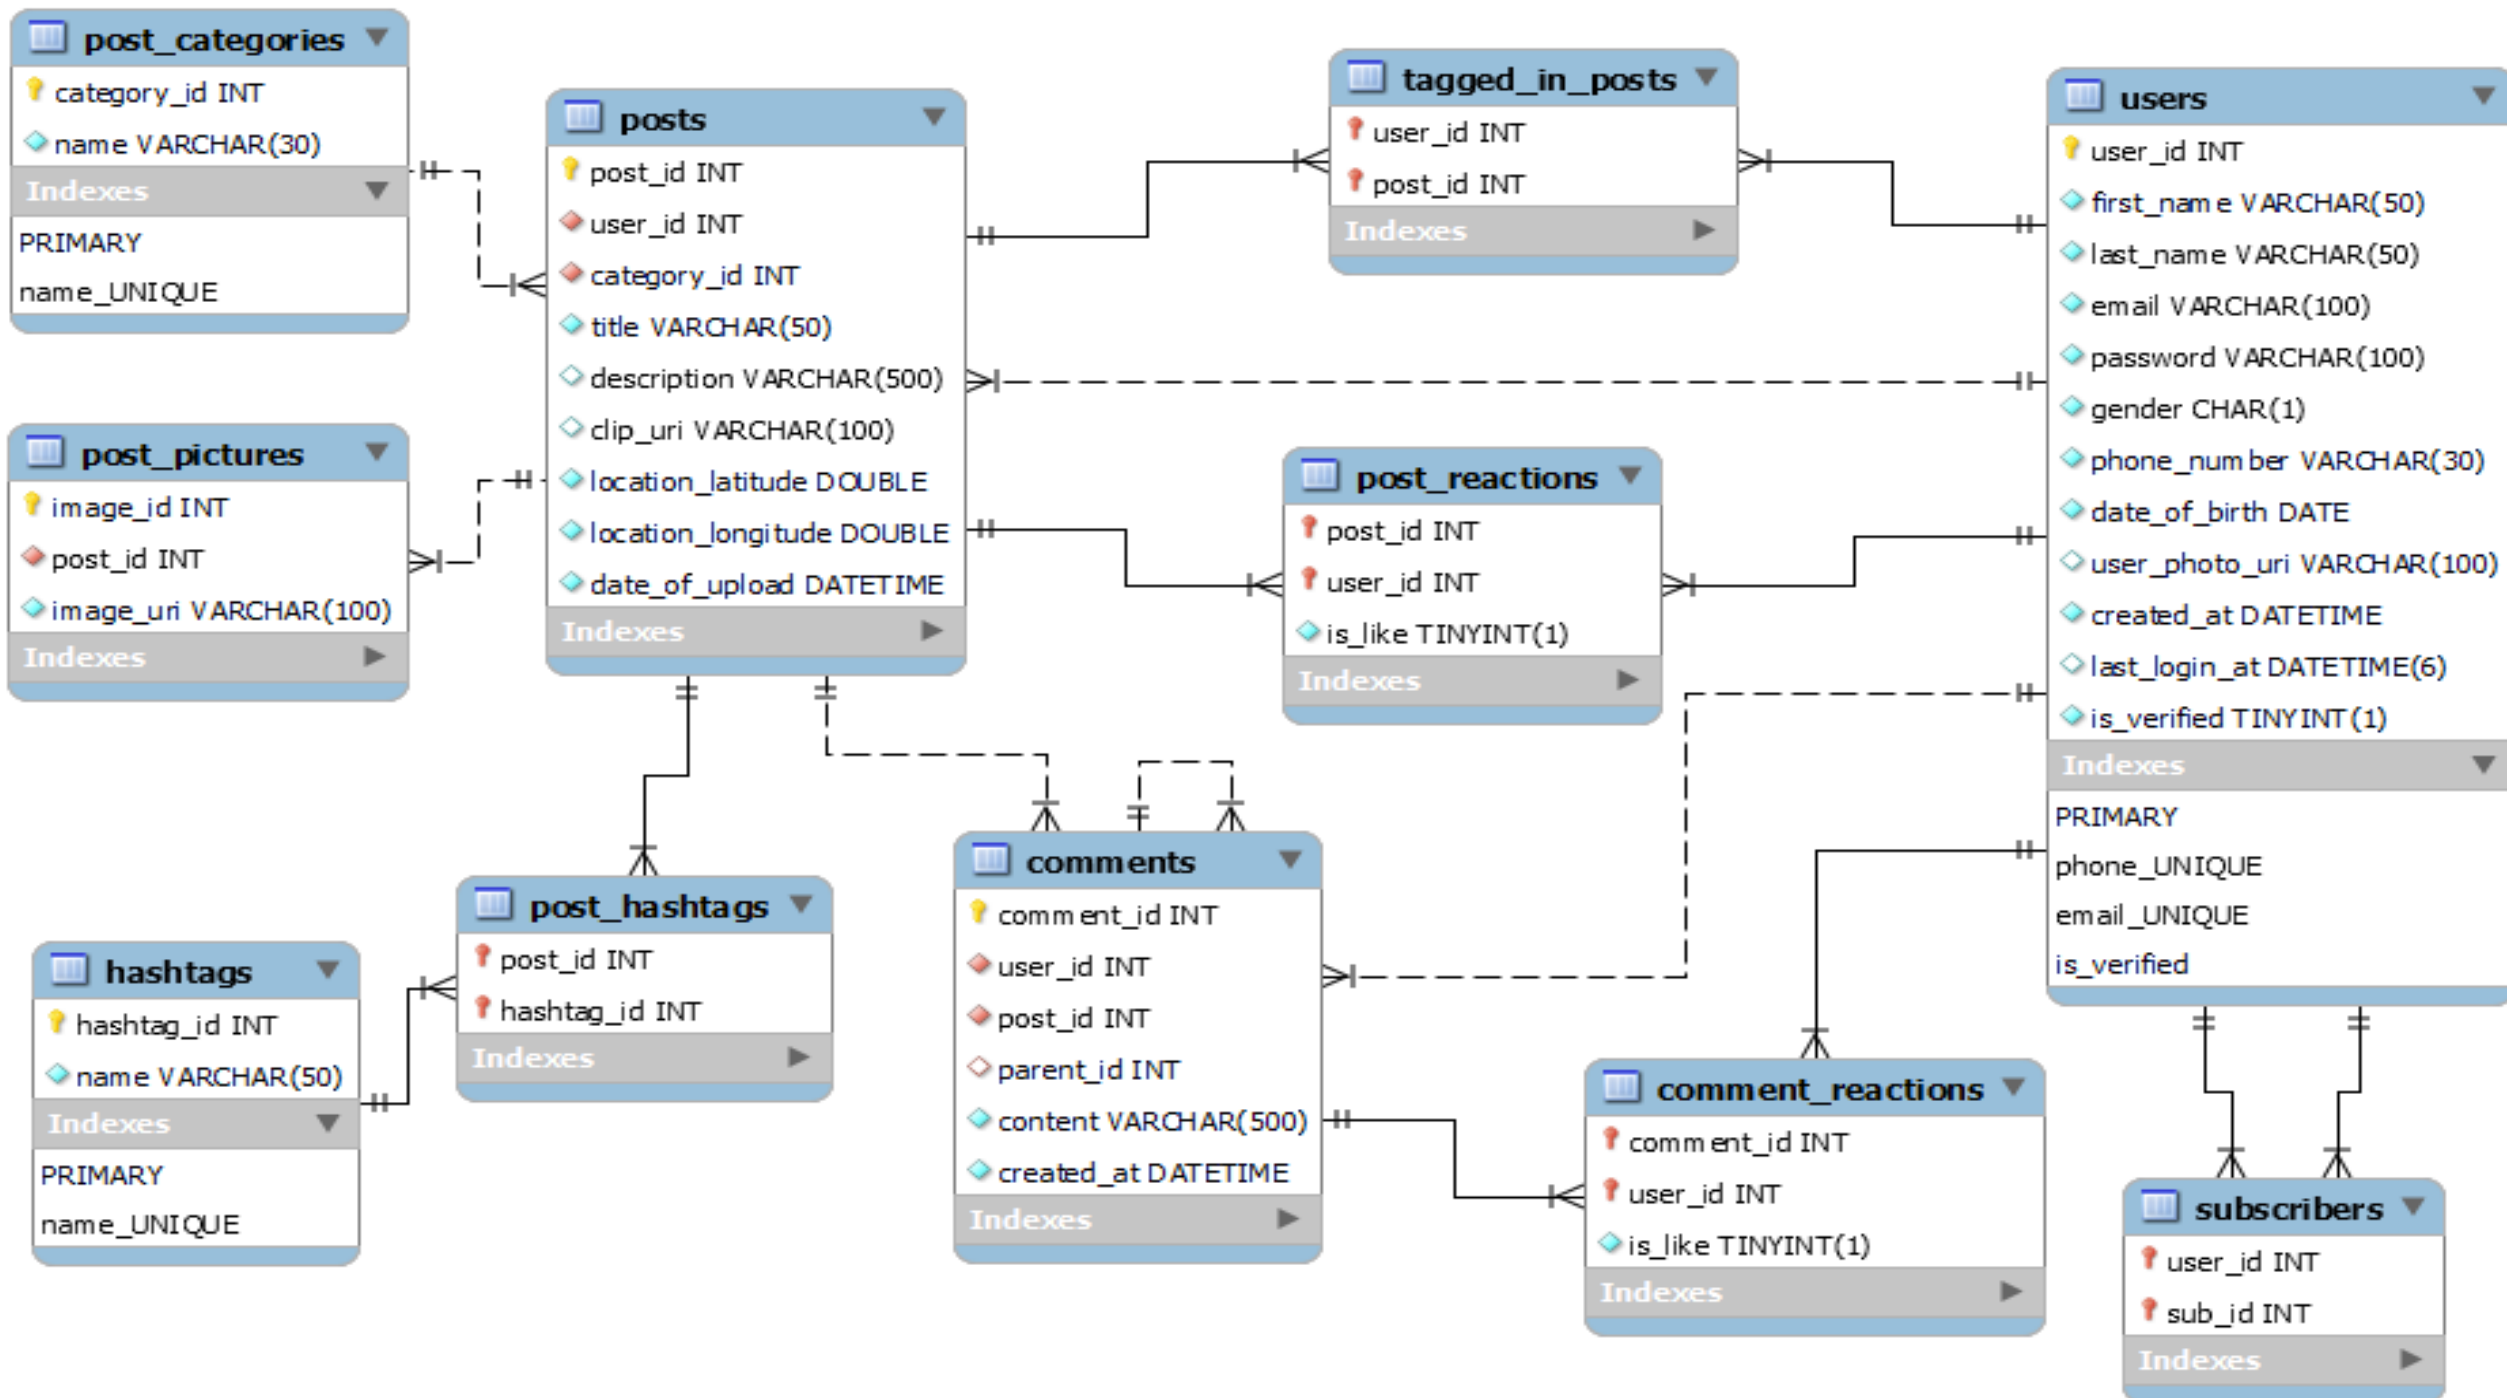 post_categories
category_id INT
name VARCHAR(30)
Indexes
PRIMARY
name_UNIQUE
post_pictures
image_id INT
post_id INT
image_uri VARCHAR(100)
Indexes
hashtags
hashtag_id INT
name VARCHAR(50)
Indexes
PRIMARY
name_UNIQUE
posts
post_id INT
user_id INT
category_id INT
title VARCHAR(50)
description VARCHAR(500)
clip_uri VARCHAR(100)
location_latitude DOUBLE
location_longitude DOUBLE
date_of_upload DATETIME
Indexes
post_hashtags
post_id INT
hashtag_id INT
Indexes
comments
comment_id INT
user_id INT
post_id INT
parent_id INT
content VARCHAR(500)
created_at DATETIME
Indexes
tagged_in_posts
user_id INT
post_id INT
Indexes
post_reactions
post_id INT
user_id INT
is_like TINYINT(1)
Indexes
comment_reactions
comment_id INT
user_id INT
is_like TINYINT(1)
Indexes
users
user_id INT
first_name VARCHAR(50)
last_name VARCHAR(50)
email VARCHAR(100)
password VARCHAR(100)
gender CHAR(1)
phone_number VARCHAR(30)
date_of_birth DATE
user_photo_uri VARCHAR(100)
created_at DATETIME
last_login_at DATETIME(6)
is_verified TINYINT(1)
Indexes
PRIMARY
phone_UNIQUE
email_UNIQUE
is_verified
subscribers
user_id INT
sub_id INT
Indexes